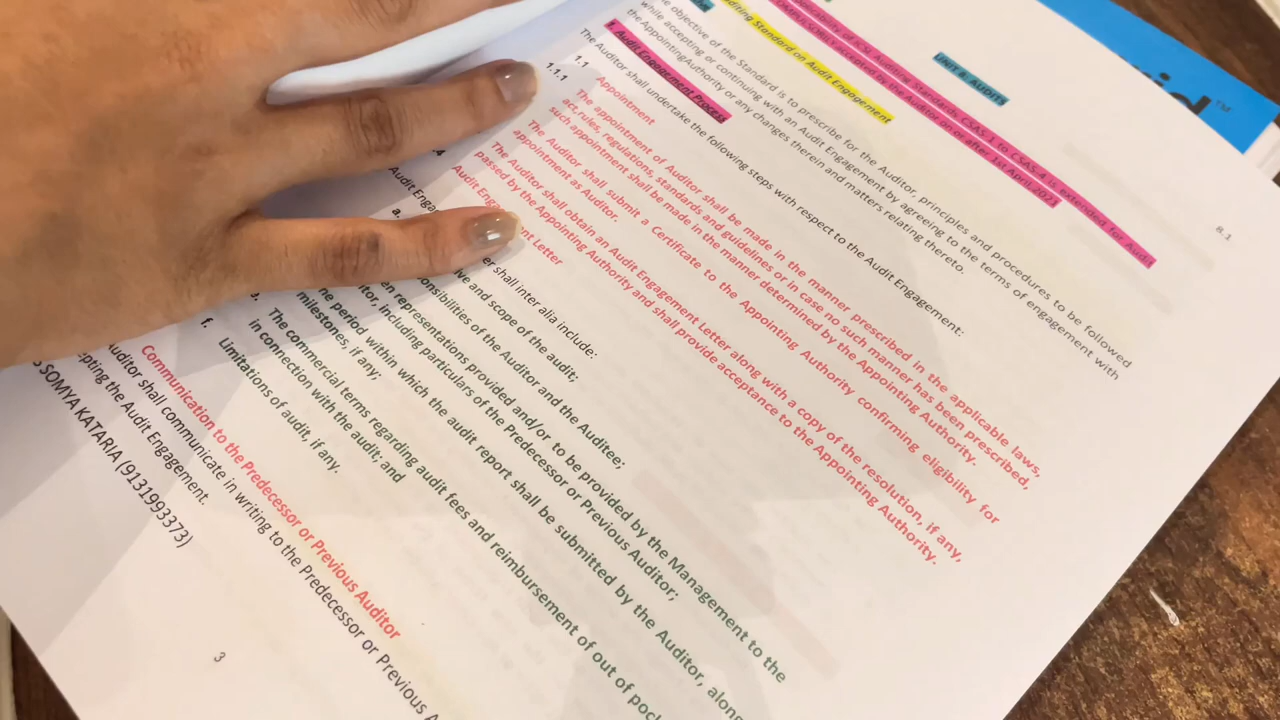 TM
UNIT 6. AUDITS
8.1
Applicability of ICSI Auditing Standards, CSAS-1 to CSAS-4 is extended for Audit
accepted by the Auditor on or after 1st April,2021
Auditing Standard on Audit Engagement
The objective of the Standard is to prescribe for the Auditor, principles and procedures to be followed
while accepting or continuing with an Audit Engagement by agreeing to the terms of engagement with
the AppointingAuthority or any changes therein and matters relating thereto.
Audit Engagement Process
The Auditor shall undertake the following steps with respect to the Audit Engagement:
1.1 Appointment
1.1.1 The appointment of Auditor shall be made in the manner prescribed in the applicable laws,
act,rules, regulations, standards and guidelines or in case no such manner has been prescribed,
such appointment shall be made in the manner determined by the Appointing Authority.
The Auditor shall submit a Certificate to the Appointing Authority confirming eligibility for
appointment as Auditor.
The Auditor shall obtain an Audit Engagement Letter along with a copy of the resolution, if any,
passed by the Appointing Authority and shall provide acceptance to the Appointing Authority.
4 Audit Letter
Audit shall inter alia include:
a. and scope of the audit;
of the Auditor and the Auditee;
representations provided and/or to be provided by the Management to the
including particulars of the Predecessor or Previous Auditor;
period within which the audit report shall be submitted by the Auditor, along
milestones, if any;
The commercial terms regarding audit fees and reimbursement of out of
in connection with the audit; and
f. Limitations of audit, if any.
Communication to the Predecessor or Previous Auditor
Auditor shall communicate in writing to the Predecessor or Previous
the Audit Engagement.
SOMYA KATARIA (9131993373)
3